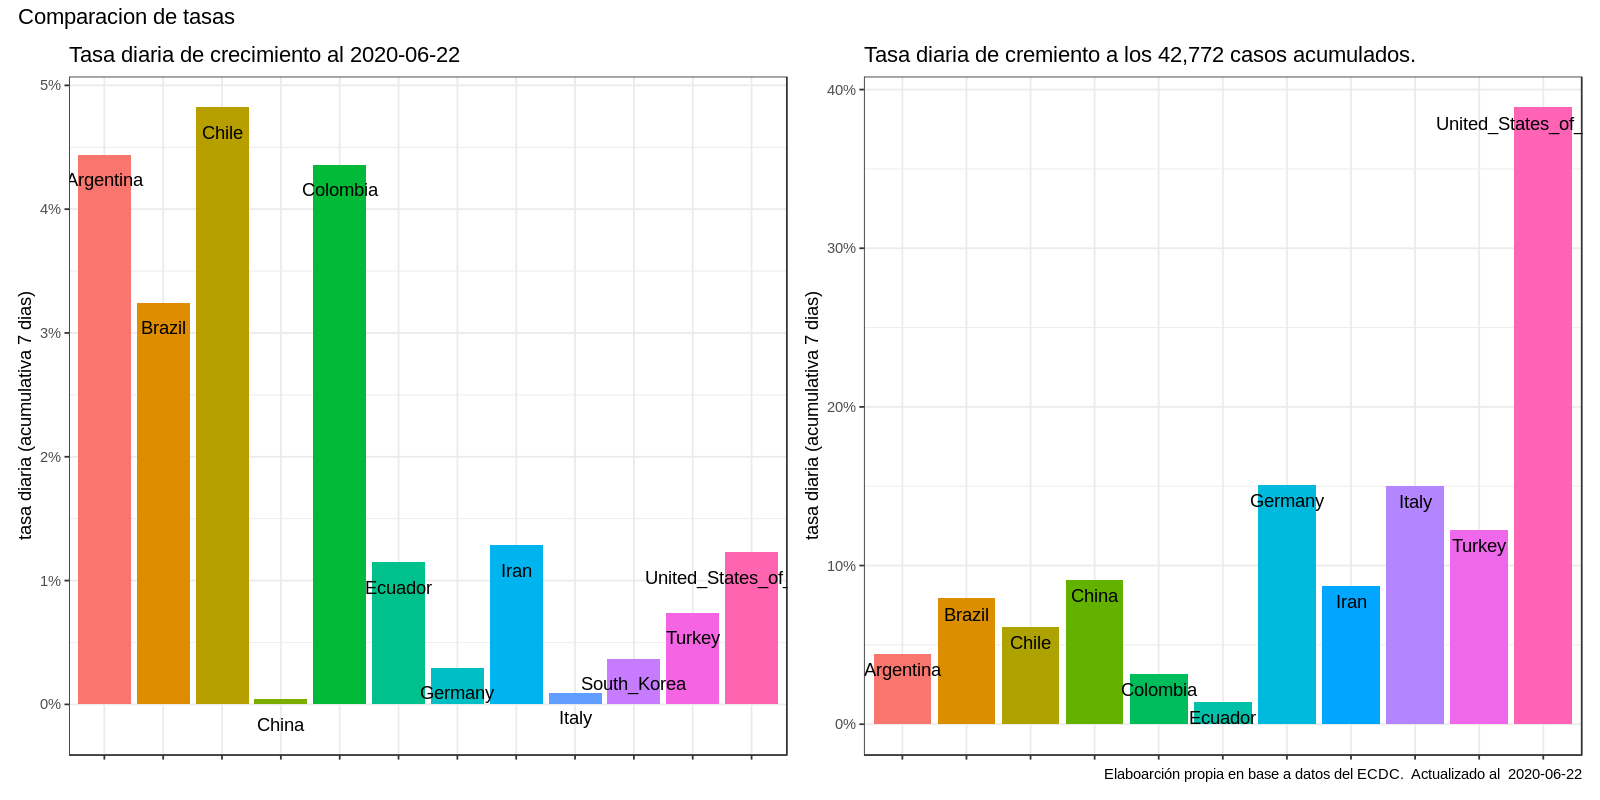 Comparacion de tasas
Tasa diaria de crecimiento al 2020-06-22
tasa diaria (acumulativa 7 dias)
5%
4%
3%
2%
1%
0%
Argentina
Brazil
Chile
China
Colombia
Ecuador
Germany
Iran
Italy
South_Korea
Turkey
United_States_of_
Tasa diaria de cremiento a los 42,772 casos acumulados.
tasa diaria (acumulativa 7 dias)
40%
30%
20%
10%
0%
Argentina
Brazil
Chile
China
Colombia
Ecuador
Germany
Iran
Italy
Turkey
United_States_of_
Elaboarción propia en base a datos del ECDC.  Actualizado al  2020-06-22